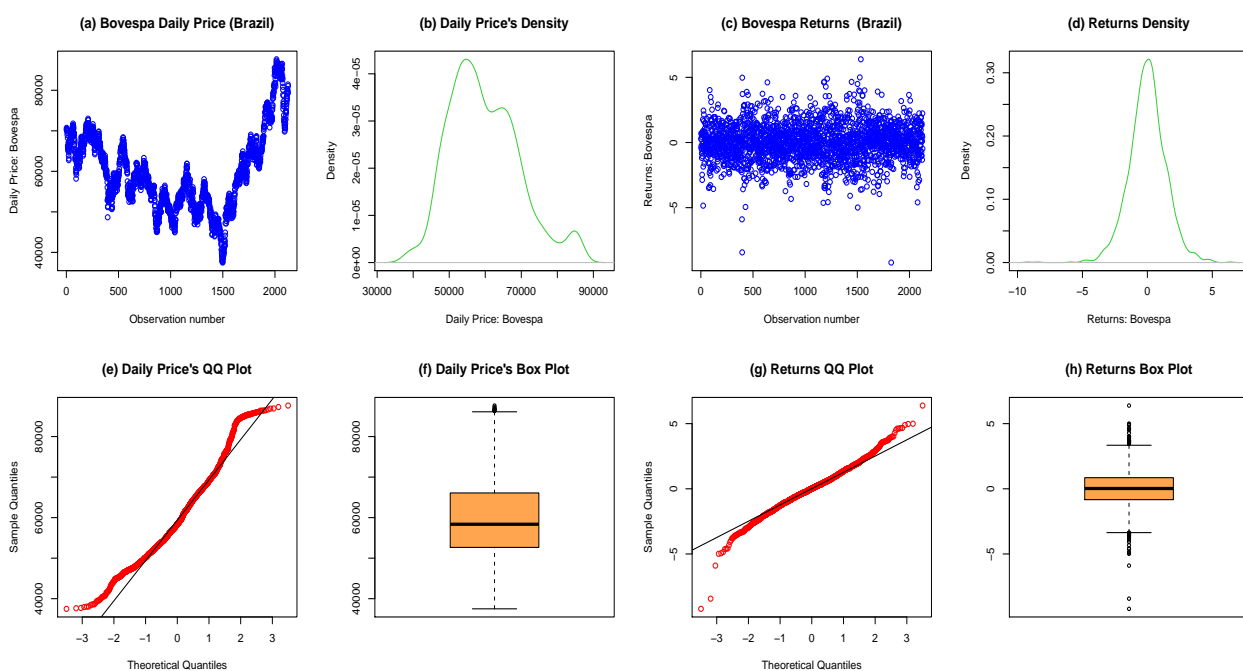 (a) Bovespa Daily Price (Brazil)
Daily Price: Bovespa
40000
60000
80000
0 500 1000 1500 2000
Observation number
(b) Daily Price's Density
Density
0e+00
1e-05
2e-05
3e-05
4e-05
30000 50000 70000 90000
Daily Price: Bovespa
(c) Bovespa Returns (Brazil)
Returns: Bovespa
−5
0
5
0 500 1000 1500 2000
Observation number
(d) Returns Density
Density
0.00
0.10
0.20
0.30
−10 −5 0 5
Returns: Bovespa
(e) Daily Price's QQ Plot
Sample Quantiles
40000
60000
80000
−3 −2 −1 0 1 2 3
Theoretical Quantiles
(f) Daily Price's Box Plot
40000
60000
80000
(g) Returns QQ Plot
Sample Quantiles
−5
0
5
−3 −2 −1 0 1 2 3
Theoretical Quantiles
(h) Returns Box Plot
−5
0
5